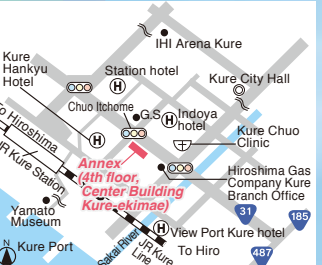 IHI Arena Kure
Kure
Hankyu
Hotel
Station hotel
Kure City Hall
Chuo Itchome
G.S
Indoya
hotel
H
H
H
To Hiroshima
JR Kure Station
Kure Chuo
Clinic
Annex
(4th floor,
Center Building
Kure-ekimae)
Hiroshima Gas
Company Kure
Branch Office
Yamato
Museum
31
185
H
View Port Kure hotel
N
Kure Port
Sakai River
JR Kure
Line
To Hiro
487